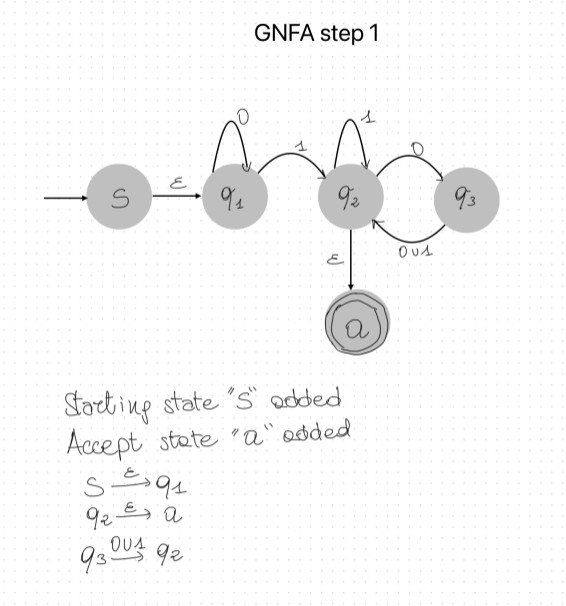 GNFA step 1
0
1
1
0
S
ε
q1
q2
q3
ε
0∪1
a
Starting state "S" added
Accept state "a" added
S ε→ q1
q2 ε→ a
q3 0∪1→ q2